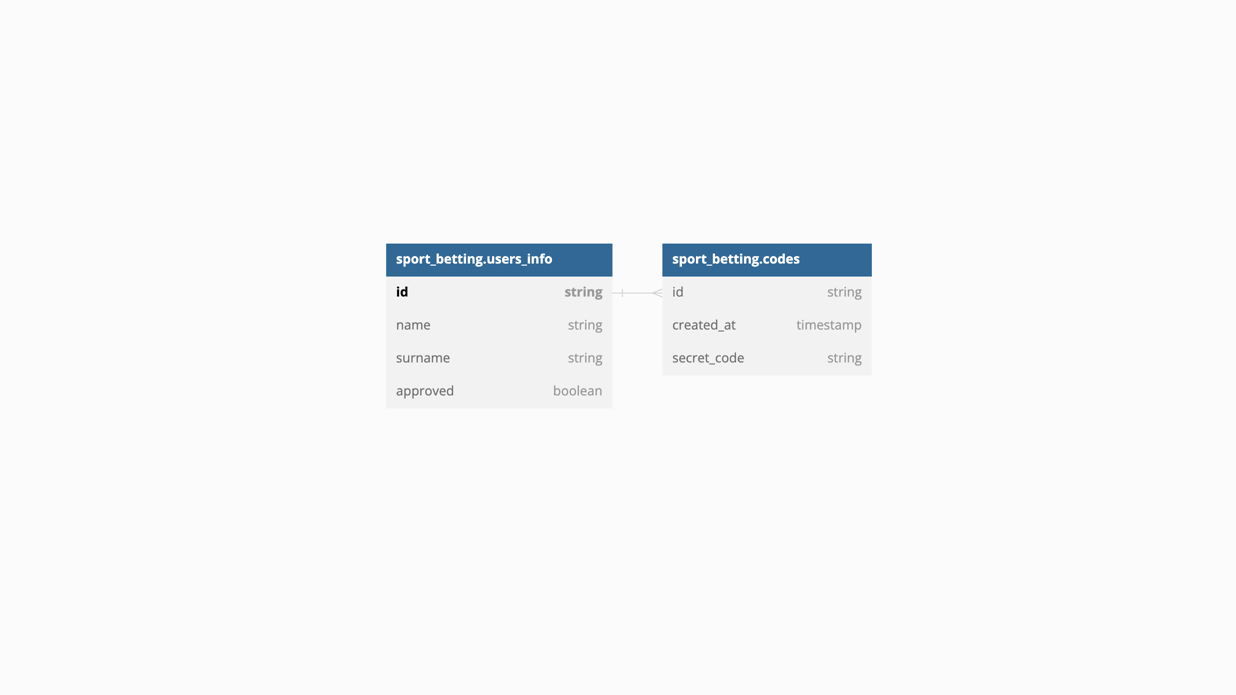 sport_betting.users_info
id string
name string
surname string
approved boolean
sport_betting.codes
id string
created_at timestamp
secret_code string